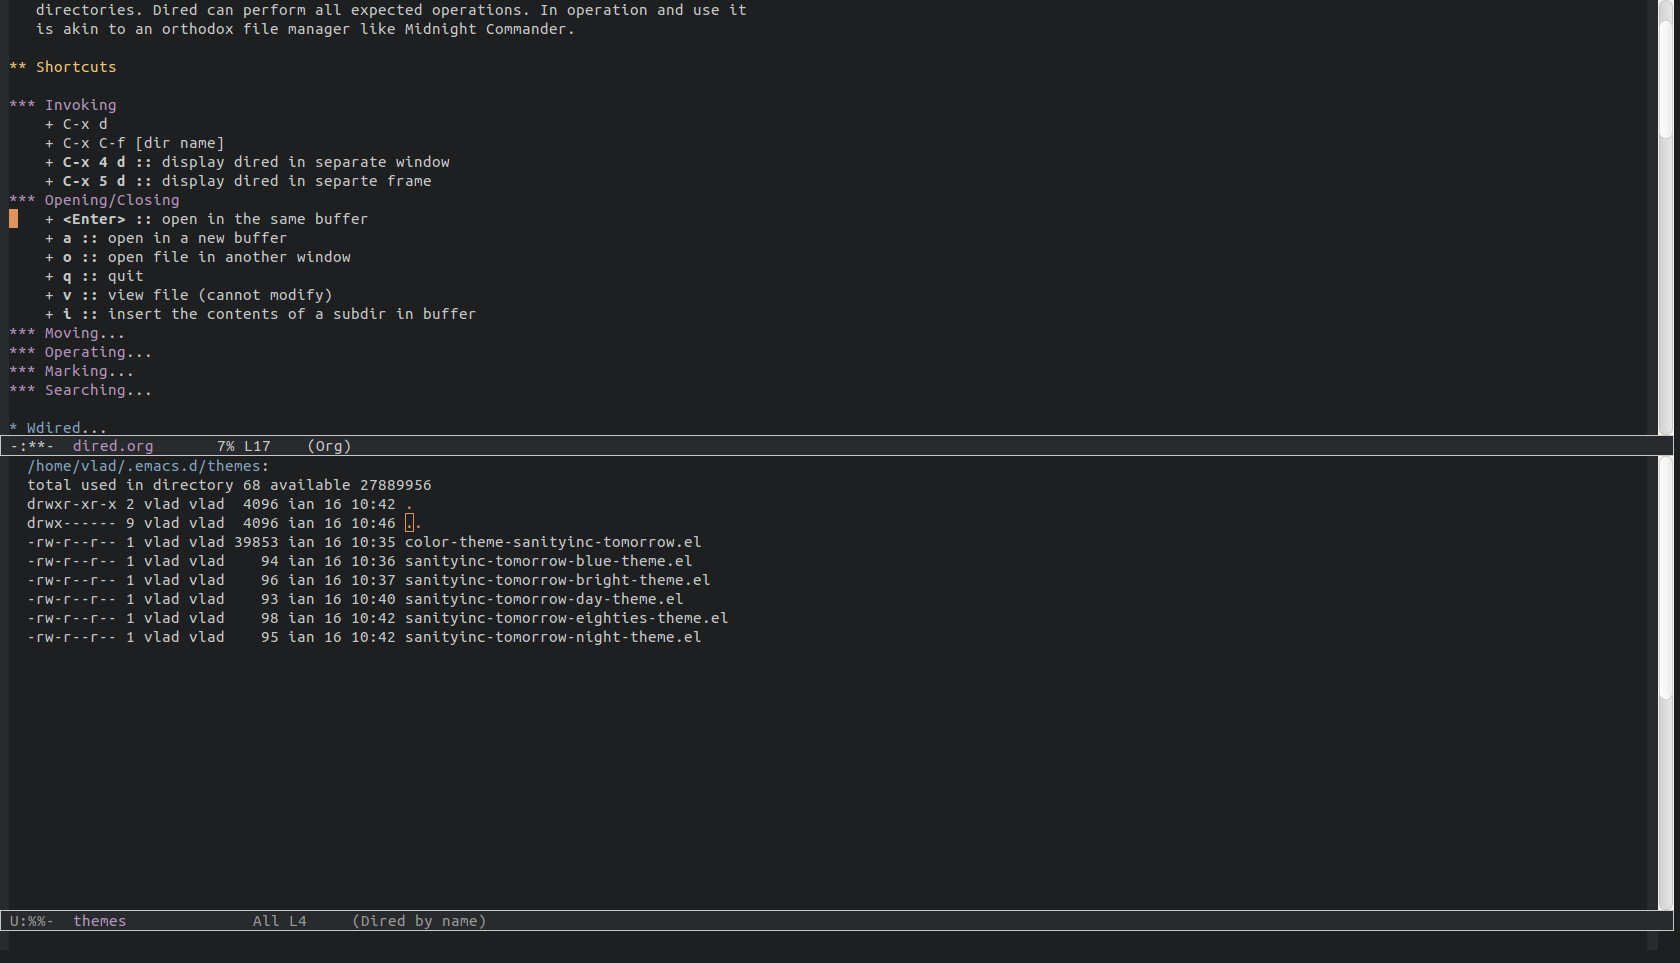 directories. Dired can perform all expected operations. In operation and use it
is akin to an orthodox file manager like Midnight Commander.
** Shortcuts
*** Invoking
+ C-x d
+ C-x C-f [dir name]
+ C-x 4 d :: display dired in separate window
+ C-x 5 d :: display dired in separte frame
*** Opening/Closing
+ <Enter> :: open in the same buffer
+ a :: open in a new buffer
+ o :: open file in another window
+ q :: quit
+ v :: view file (cannot modify)
+ i :: insert the contents of a subdir in buffer
*** Moving...
*** Operating...
*** Marking...
*** Searching...
* Wdired...
-:**-  dired.org       7% L17    (Org)
/home/vlad/.emacs.d/themes:
total used in directory 68 available 27889956
drwxr-xr-x 2 vlad vlad  4096 ian 16 10:42 .
drwx------ 9 vlad vlad  4096 ian 16 10:46 ..
-rw-r--r-- 1 vlad vlad 39853 ian 16 10:35 color-theme-sanityinc-tomorrow.el
-rw-r--r-- 1 vlad vlad    94 ian 16 10:36 sanityinc-tomorrow-blue-theme.el
-rw-r--r-- 1 vlad vlad    96 ian 16 10:37 sanityinc-tomorrow-bright-theme.el
-rw-r--r-- 1 vlad vlad    93 ian 16 10:40 sanityinc-tomorrow-day-theme.el
-rw-r--r-- 1 vlad vlad    98 ian 16 10:42 sanityinc-tomorrow-eighties-theme.el
-rw-r--r-- 1 vlad vlad    95 ian 16 10:42 sanityinc-tomorrow-night-theme.el
U:%%-  themes              All L4     (Dired by name)